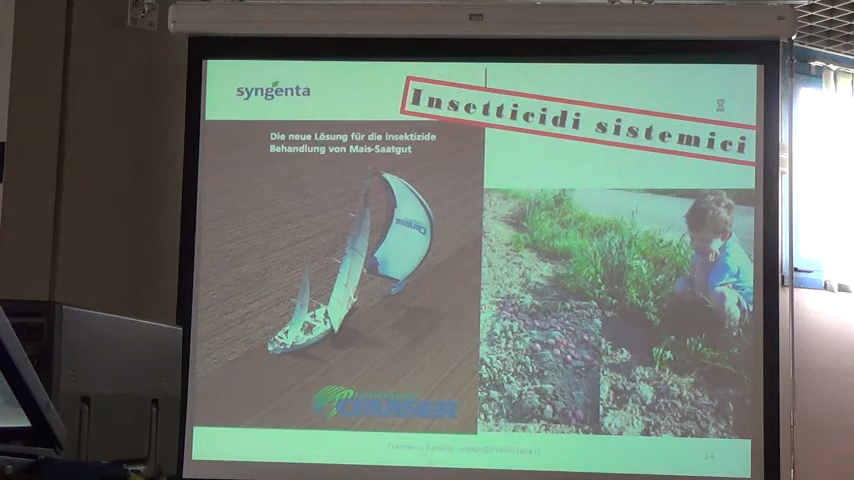 syngenta
Insetticidi sistemici
Die neue Lösung für die insektizide
Behandlung von Mais-Saatgut
CRUISER
24